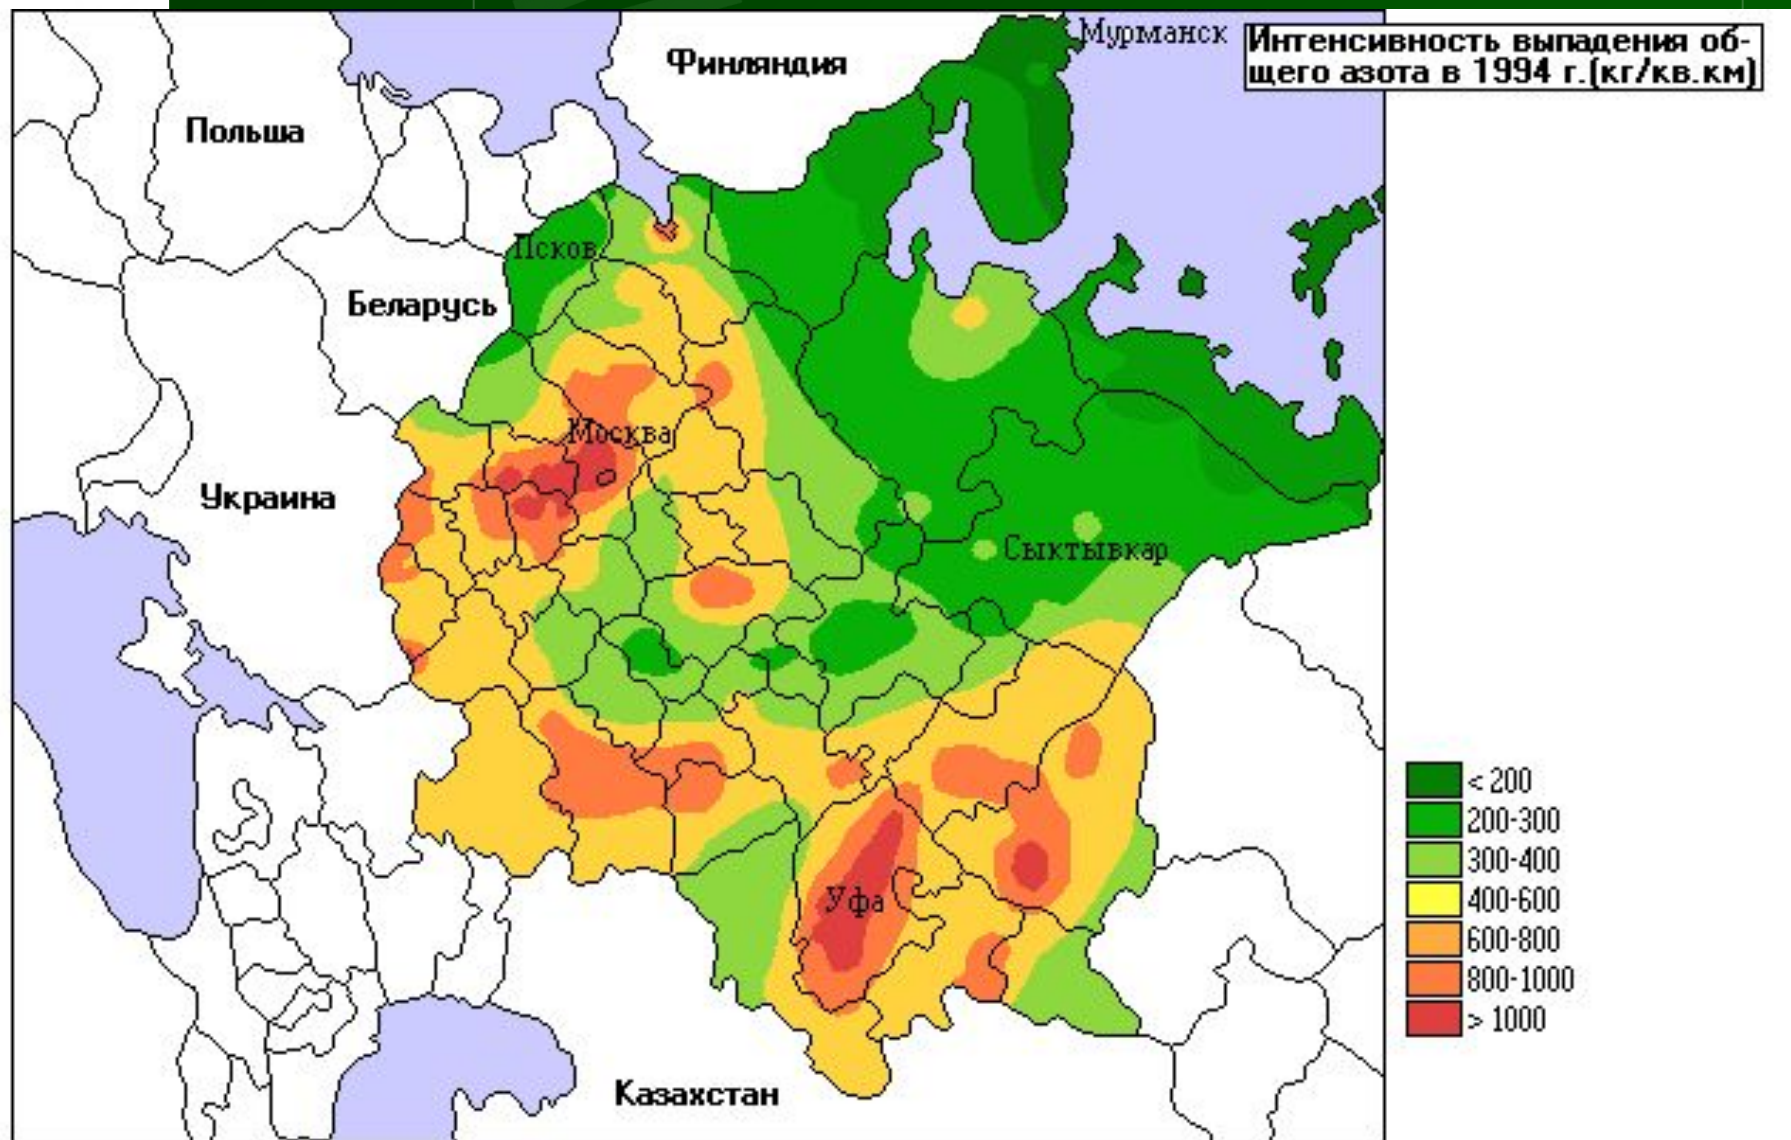 Мурманск
Интенсивность выпадения об-
щего азота в 1994 г.(кг/кв.км)
Финляндия
Польша
Псков
Беларусь
Москва
Украина
Сыктывкар
< 200
200-300
300-400
400-600
600-800
800-1000
> 1000
Уфа
Казахстан